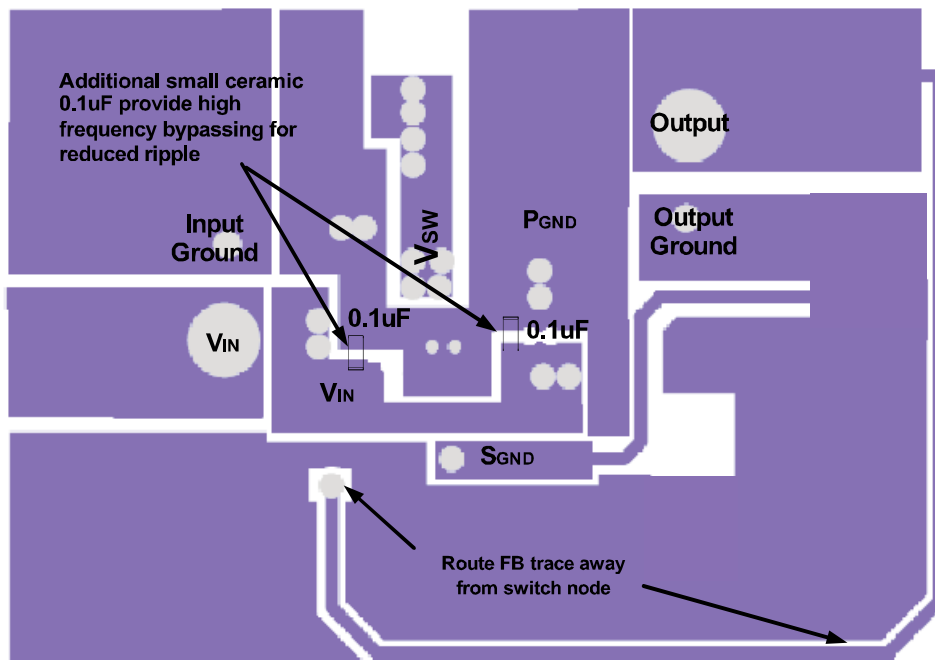 Additional small ceramic
0.1uF provide high
frequency bypassing for
reduced ripple
Output
Input
Ground
VSW
PGND
Output
Ground
0.1uF
0.1uF
VIN
VIN
SGND
Route FB trace away
from switch node